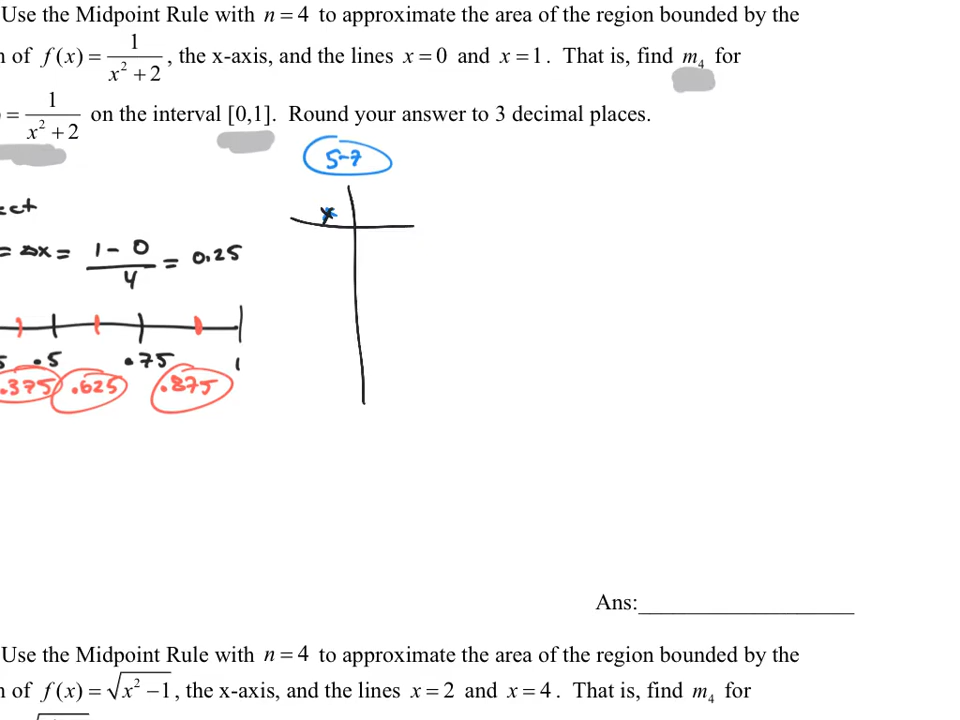 Use the Midpoint Rule with n = 4 to approximate the area of the region bounded by the
n of f(x) = 1/(x² + 2), the x-axis, and the lines x = 0 and x = 1. That is, find m₄ for
= 1/(x² + 2) on the interval [0,1]. Round your answer to 3 decimal places.
5-7
ect
x
= Δx = (1 - 0)/4 = 0.25
5 .5 .75 1
.375 .625 .875
Ans:____________________
Use the Midpoint Rule with n = 4 to approximate the area of the region bounded by the
n of f(x) = √(x² − 1), the x-axis, and the lines x = 2 and x = 4. That is, find m₄ for